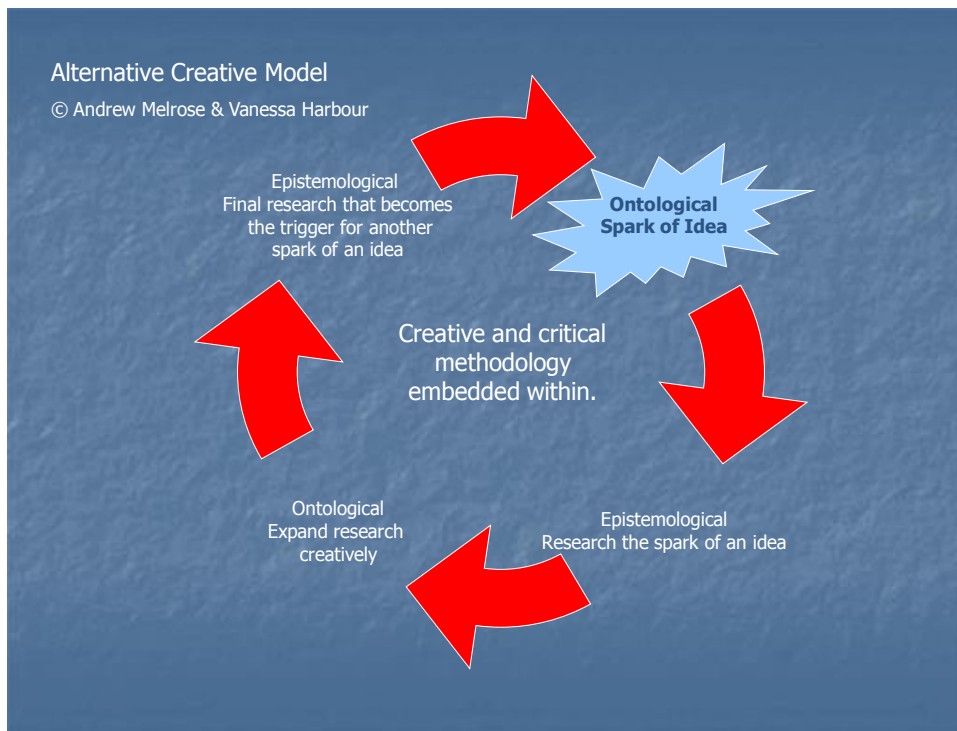 Alternative Creative Model
© Andrew Melrose & Vanessa Harbour
Epistemological
Final research that becomes
the trigger for another
spark of an idea
Ontological
Spark of Idea
Creative and critical
methodology
embedded within.
Ontological
Expand research
creatively
Epistemological
Research the spark of an idea